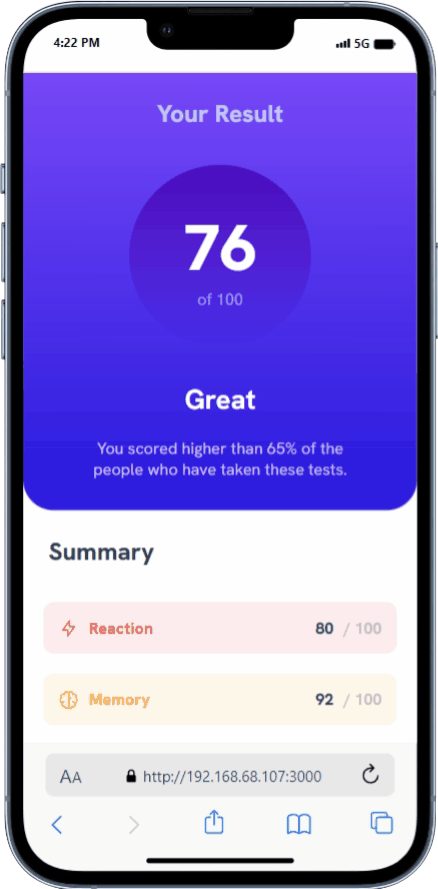 4:22 PM 5G
Your Result
76
of 100
Great
You scored higher than 65% of the
people who have taken these tests.
Summary
Reaction 80 / 100
Memory 92 / 100
AA http://192.168.68.107:3000